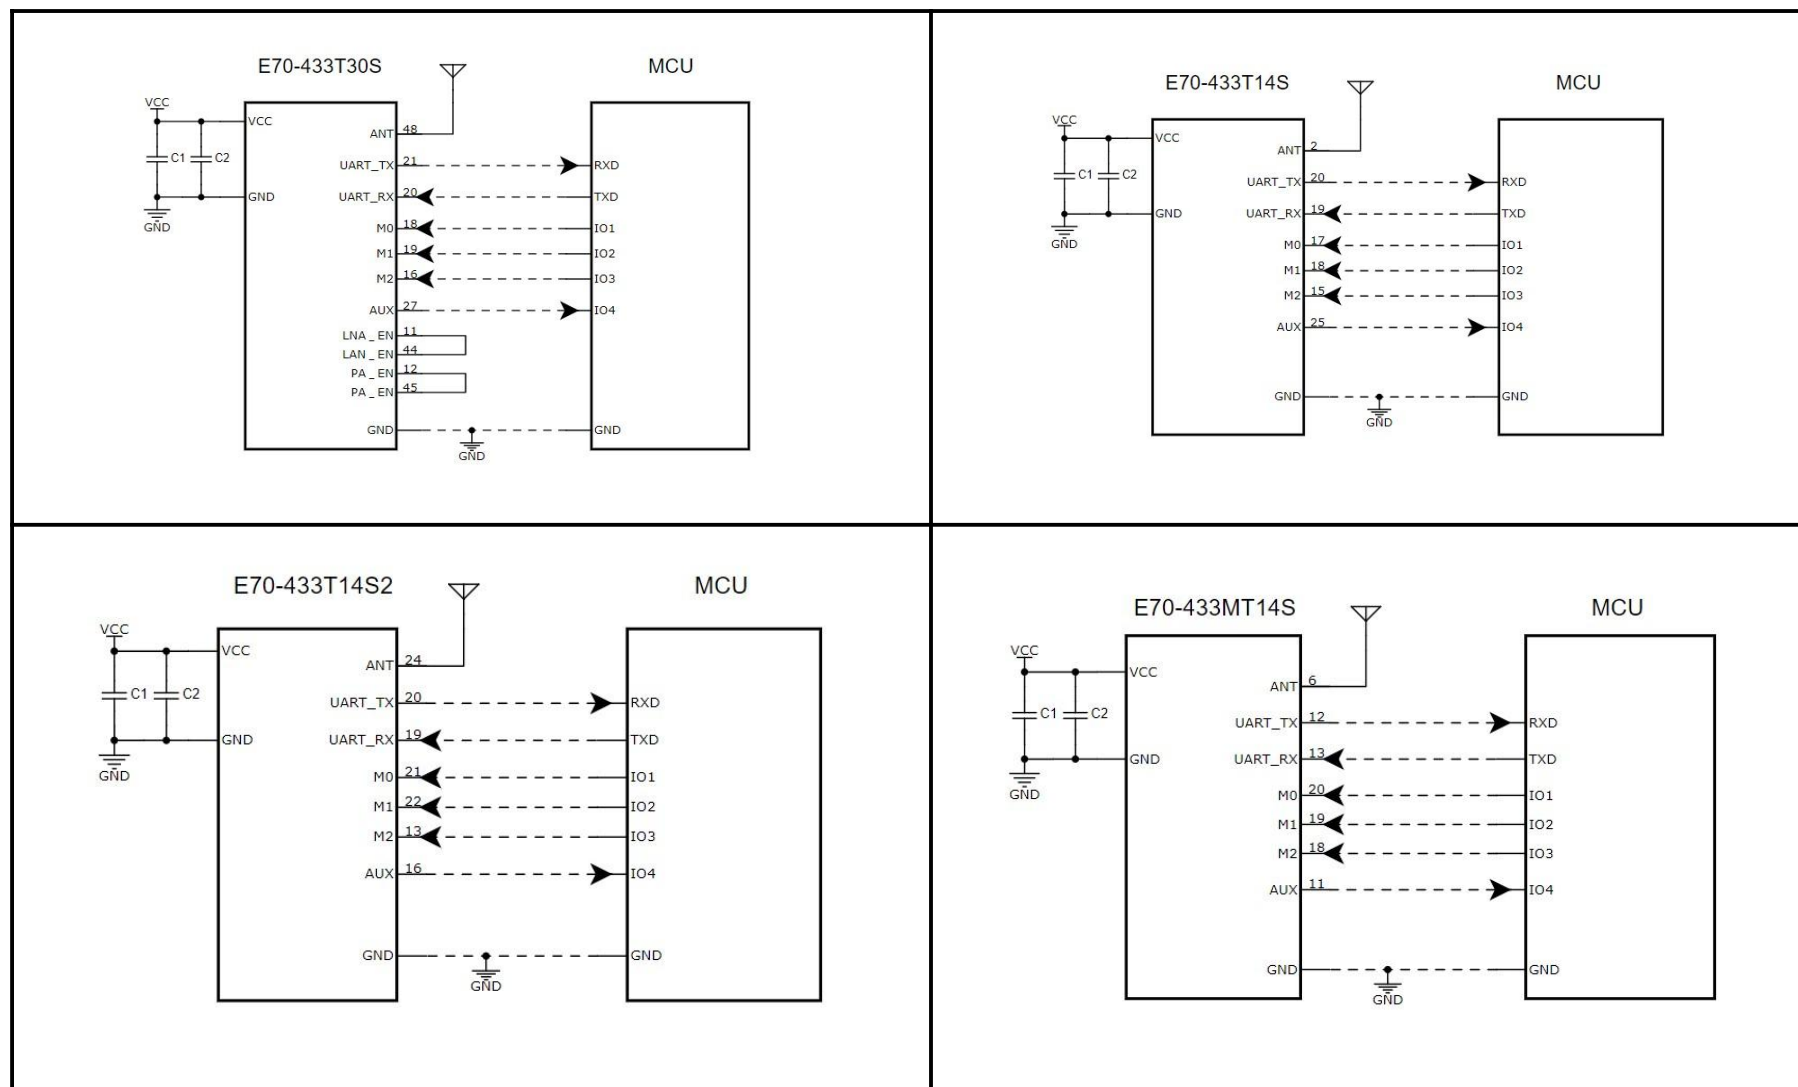 E70-433T30S
MCU
VCC
VCC
ANT 48
C1 C2
UART_TX 21 RXD
GND
UART_RX 20 TXD
GND
M0 18 IO1
M1 19 IO2
M2 16 IO3
AUX 27 IO4
LNA_EN 11
LAN_EN 44
PA_EN 12
PA_EN 45
GND GND
GND
E70-433T14S
MCU
VCC
VCC
ANT 2
C1 C2
UART_TX 20 RXD
GND
UART_RX 19 TXD
GND
M0 17 IO1
M1 18 IO2
M2 15 IO3
AUX 25 IO4
GND GND
GND
E70-433T14S2
MCU
VCC
VCC
ANT 24
C1 C2
UART_TX 20 RXD
GND
UART_RX 19 TXD
GND
M0 21 IO1
M1 22 IO2
M2 13 IO3
AUX 16 IO4
GND GND
GND
E70-433MT14S
MCU
VCC
VCC
ANT 6
C1 C2
UART_TX 12 RXD
GND
UART_RX 13 TXD
GND
M0 20 IO1
M1 19 IO2
M2 18 IO3
AUX 11 IO4
GND GND
GND